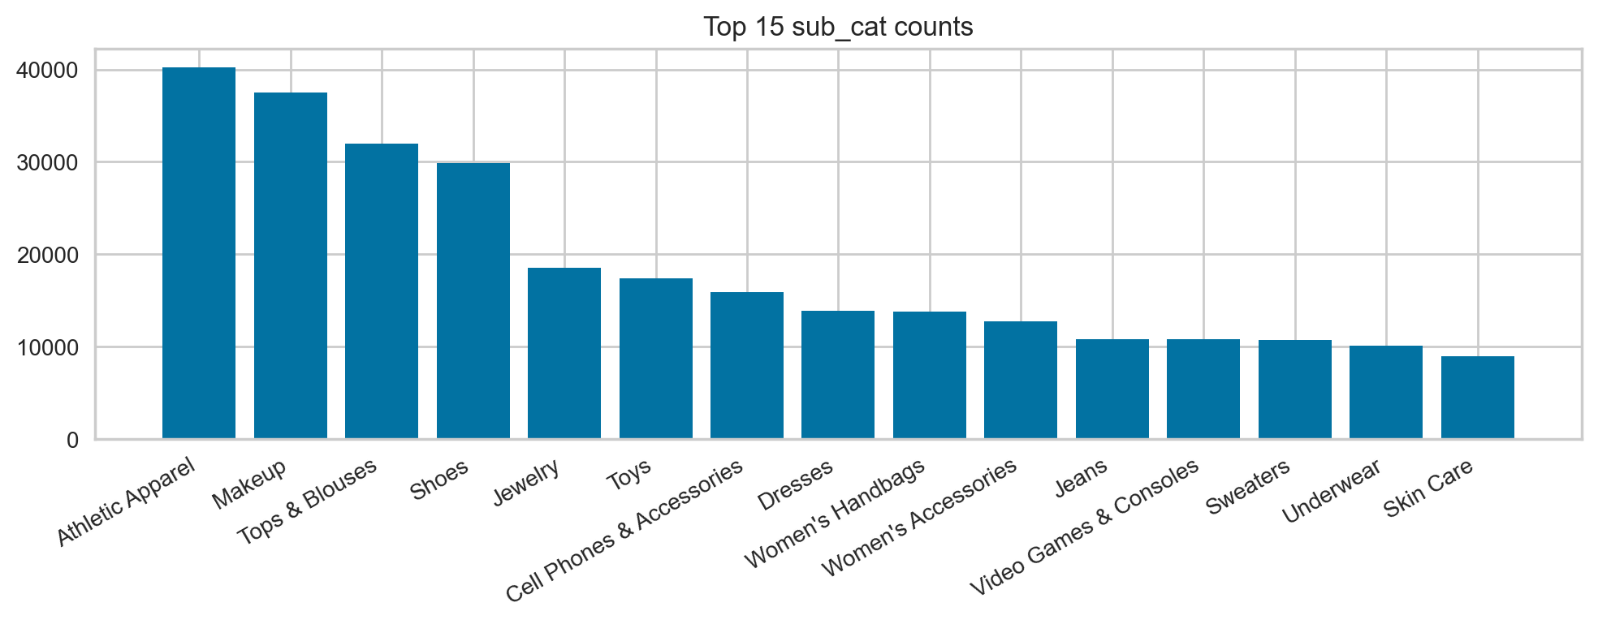 Top 15 sub_cat counts
40000
30000
20000
10000
0
Athletic Apparel
Makeup
Tops & Blouses
Shoes
Jewelry
Toys
Cell Phones & Accessories
Dresses
Women's Handbags
Women's Accessories
Jeans
Video Games & Consoles
Sweaters
Underwear
Skin Care